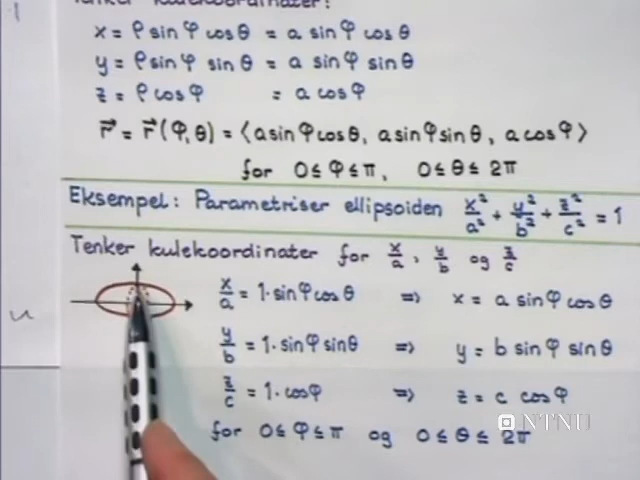 Tenker kulekoordinater:
x = ρ sin φ cos θ = a sin φ cos θ
y = ρ sin φ sin θ = a sin φ sin θ
z = ρ cos φ = a cos φ
r⃗ = r⃗(φ, θ) = ⟨a sin φ cos θ, a sin φ sin θ, a cos φ⟩
for 0 ≤ φ ≤ π, 0 ≤ θ ≤ 2π
Eksempel: Parametriser ellipsoiden x²/a² + y²/b² + z²/c² = 1
Tenker kulekoordinater for x/a, y/b og z/c
x/a = 1·sin φ cos θ ⇒ x = a sin φ cos θ
y/b = 1·sin φ sin θ ⇒ y = b sin φ sin θ
z/c = 1·cos φ ⇒ z = c cos φ
NTNU
for 0 ≤ φ ≤ π og 0 ≤ θ ≤ 2π